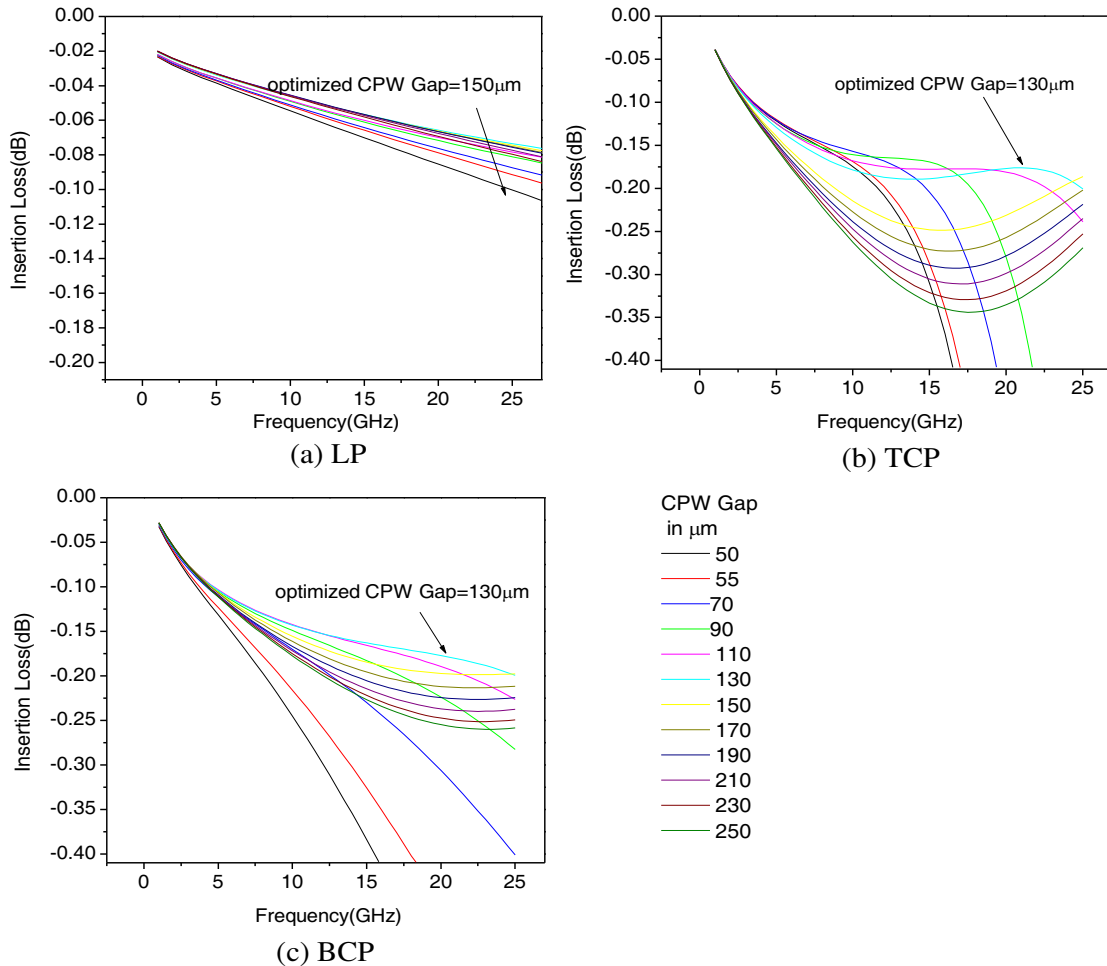 0.00
-0.02
-0.04
-0.06
-0.08
-0.10
-0.12
-0.14
-0.16
-0.18
-0.20
Insertion Loss(dB)
optimized CPW Gap=150μm
0 5 10 15 20 25
Frequency(GHz)
(a) LP
0.00
-0.05
-0.10
-0.15
-0.20
-0.25
-0.30
-0.35
-0.40
Insertion Loss(dB)
optimized CPW Gap=130μm
0 5 10 15 20 25
Frequency(GHz)
(b) TCP
0.00
-0.05
-0.10
-0.15
-0.20
-0.25
-0.30
-0.35
-0.40
Insertion Loss(dB)
optimized CPW Gap=130μm
0 5 10 15 20 25
Frequency(GHz)
(c) BCP
CPW Gap
in μm
50
55
70
90
110
130
150
170
190
210
230
250